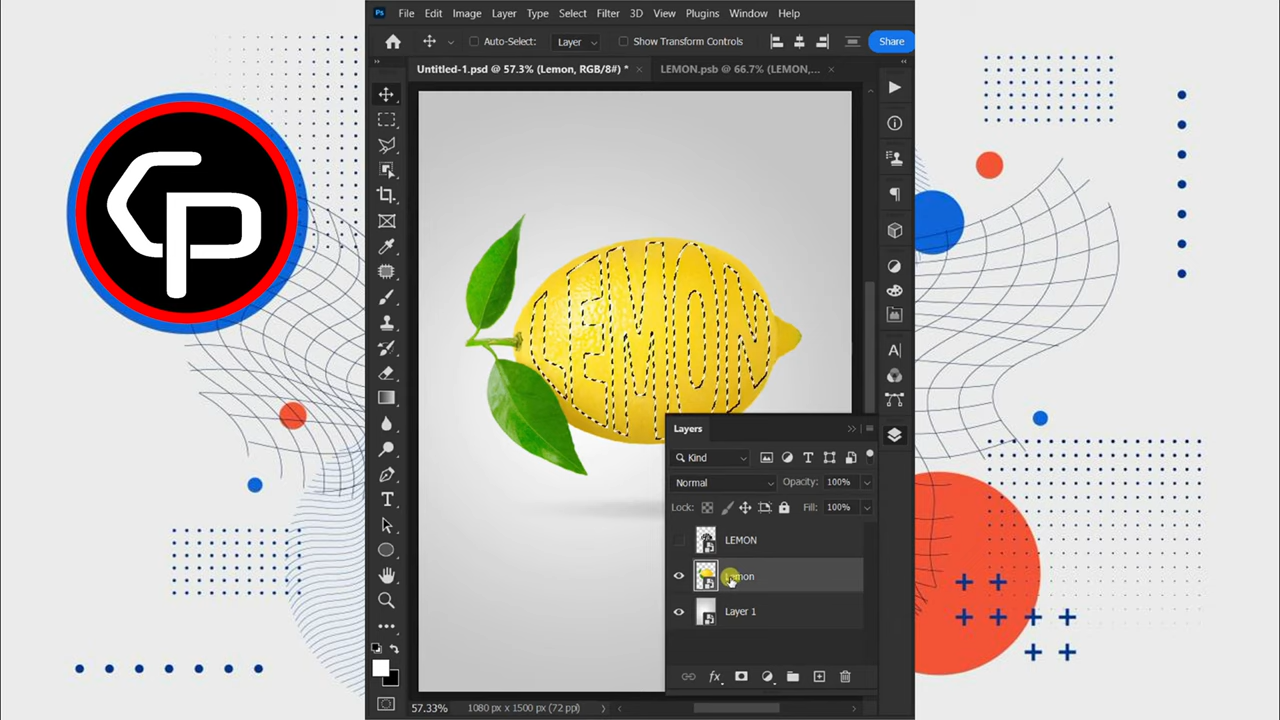 CP
Ps File Edit Image Layer Type Select Filter 3D View Plugins Window Help
Auto-Select: Layer Show Transform Controls Share
Untitled-1.psd @ 57.3% (Lemon, RGB/8#) * × LEMON.psb @ 66.7% (LEMON,... ×
LEMON
Layers
Kind
Normal Opacity: 100%
Lock: Fill: 100%
LEMON
Lemon
Layer 1
fx
57.33% 1080 px x 1500 px (72 ppi)